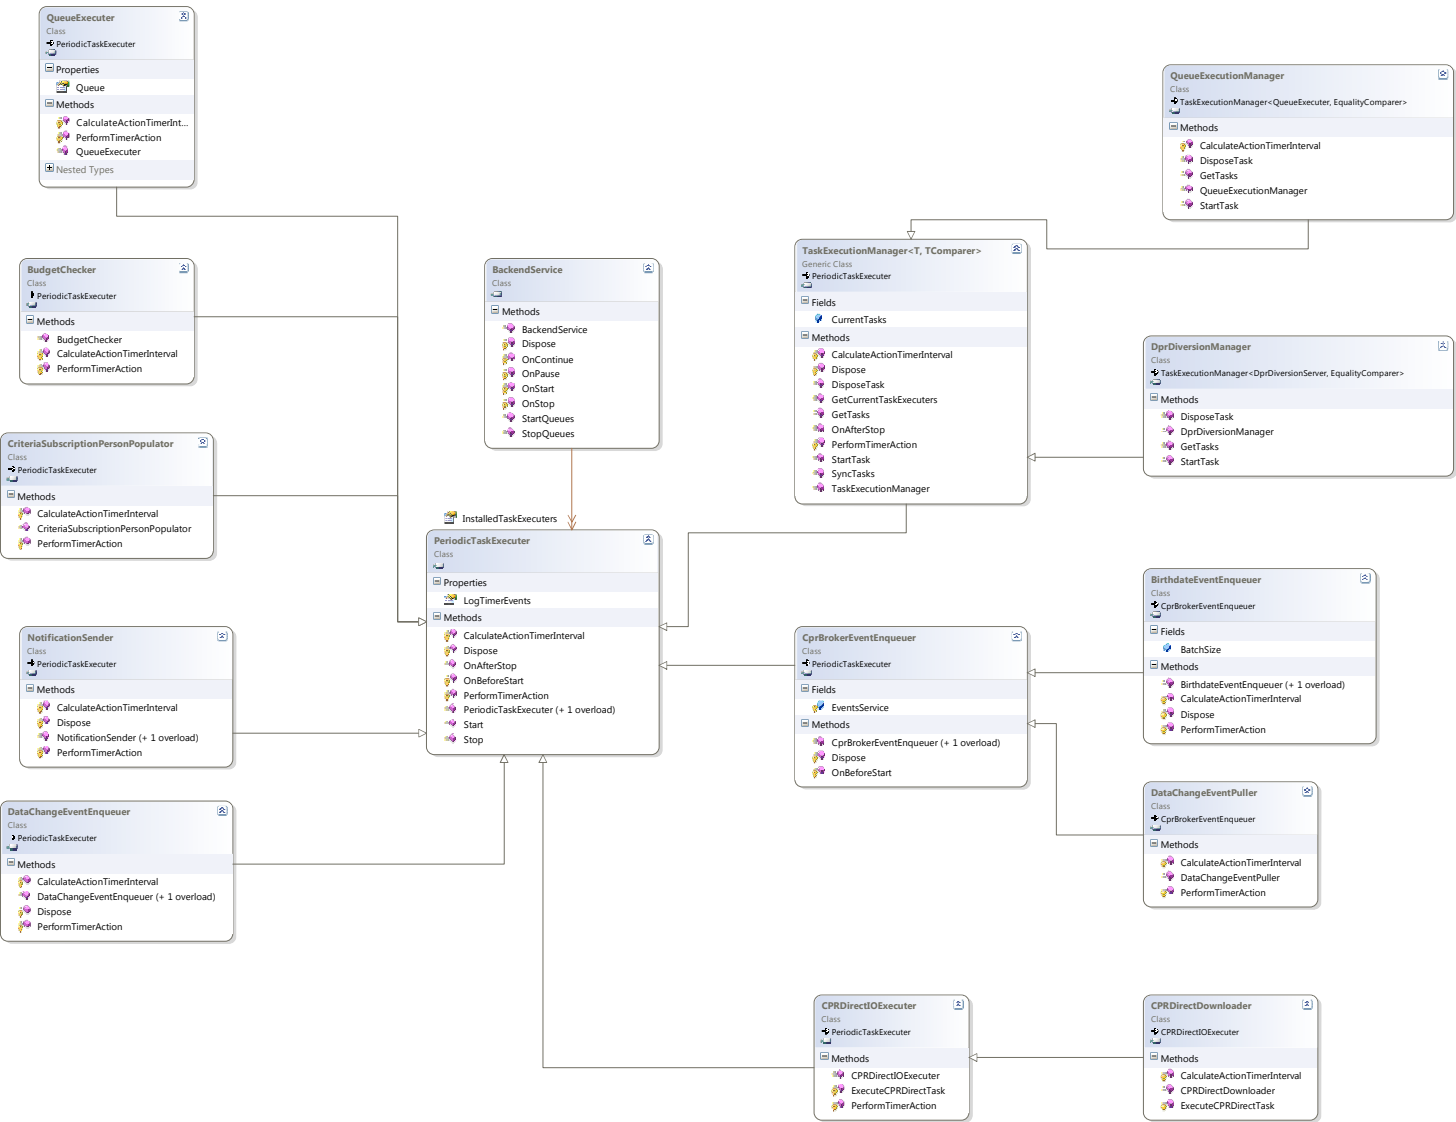 QueueExecuter
Class
PeriodicTaskExecuter
Properties
Queue
Methods
CalculateActionTimerInt...
PerformTimerAction
QueueExecuter
Nested Types
BudgetChecker
Class
PeriodicTaskExecuter
Methods
BudgetChecker
CalculateActionTimerInterval
PerformTimerAction
CriteriaSubscriptionPersonPopulator
Class
PeriodicTaskExecuter
Methods
CalculateActionTimerInterval
CriteriaSubscriptionPersonPopulator
PerformTimerAction
NotificationSender
Class
PeriodicTaskExecuter
Methods
CalculateActionTimerInterval
Dispose
NotificationSender (+ 1 overload)
PerformTimerAction
DataChangeEventEnqueuer
Class
PeriodicTaskExecuter
Methods
CalculateActionTimerInterval
DataChangeEventEnqueuer (+ 1 overload)
Dispose
PerformTimerAction
BackendService
Class
Methods
BackendService
Dispose
OnContinue
OnPause
OnStart
OnStop
StartQueues
StopQueues
InstalledTaskExecuters
PeriodicTaskExecuter
Class
Properties
LogTimerEvents
Methods
CalculateActionTimerInterval
Dispose
OnAfterStop
OnBeforeStart
PerformTimerAction
PeriodicTaskExecuter (+ 1 overload)
Start
Stop
TaskExecutionManager<T, TComparer>
Generic Class
PeriodicTaskExecuter
Fields
CurrentTasks
Methods
CalculateActionTimerInterval
Dispose
DisposeTask
GetCurrentTaskExecuters
GetTasks
OnAfterStop
PerformTimerAction
StartTask
SyncTasks
TaskExecutionManager
CprBrokerEventEnqueuer
Class
PeriodicTaskExecuter
Fields
EventsService
Methods
CprBrokerEventEnqueuer (+ 1 overload)
Dispose
OnBeforeStart
CPRDirectIOExecuter
Class
PeriodicTaskExecuter
Methods
CPRDirectIOExecuter
ExecuteCPRDirectTask
PerformTimerAction
QueueExecutionManager
Class
TaskExecutionManager<QueueExecuter, EqualityComparer>
Methods
CalculateActionTimerInterval
DisposeTask
GetTasks
QueueExecutionManager
StartTask
DprDiversionManager
Class
TaskExecutionManager<DprDiversionServer, EqualityComparer>
Methods
DisposeTask
DprDiversionManager
GetTasks
StartTask
BirthdateEventEnqueuer
Class
CprBrokerEventEnqueuer
Fields
BatchSize
Methods
BirthdateEventEnqueuer (+ 1 overload)
CalculateActionTimerInterval
Dispose
PerformTimerAction
DataChangeEventPuller
Class
CprBrokerEventEnqueuer
Methods
CalculateActionTimerInterval
DataChangeEventPuller
PerformTimerAction
CPRDirectDownloader
Class
CPRDirectIOExecuter
Methods
CalculateActionTimerInterval
CPRDirectDownloader
ExecuteCPRDirectTask